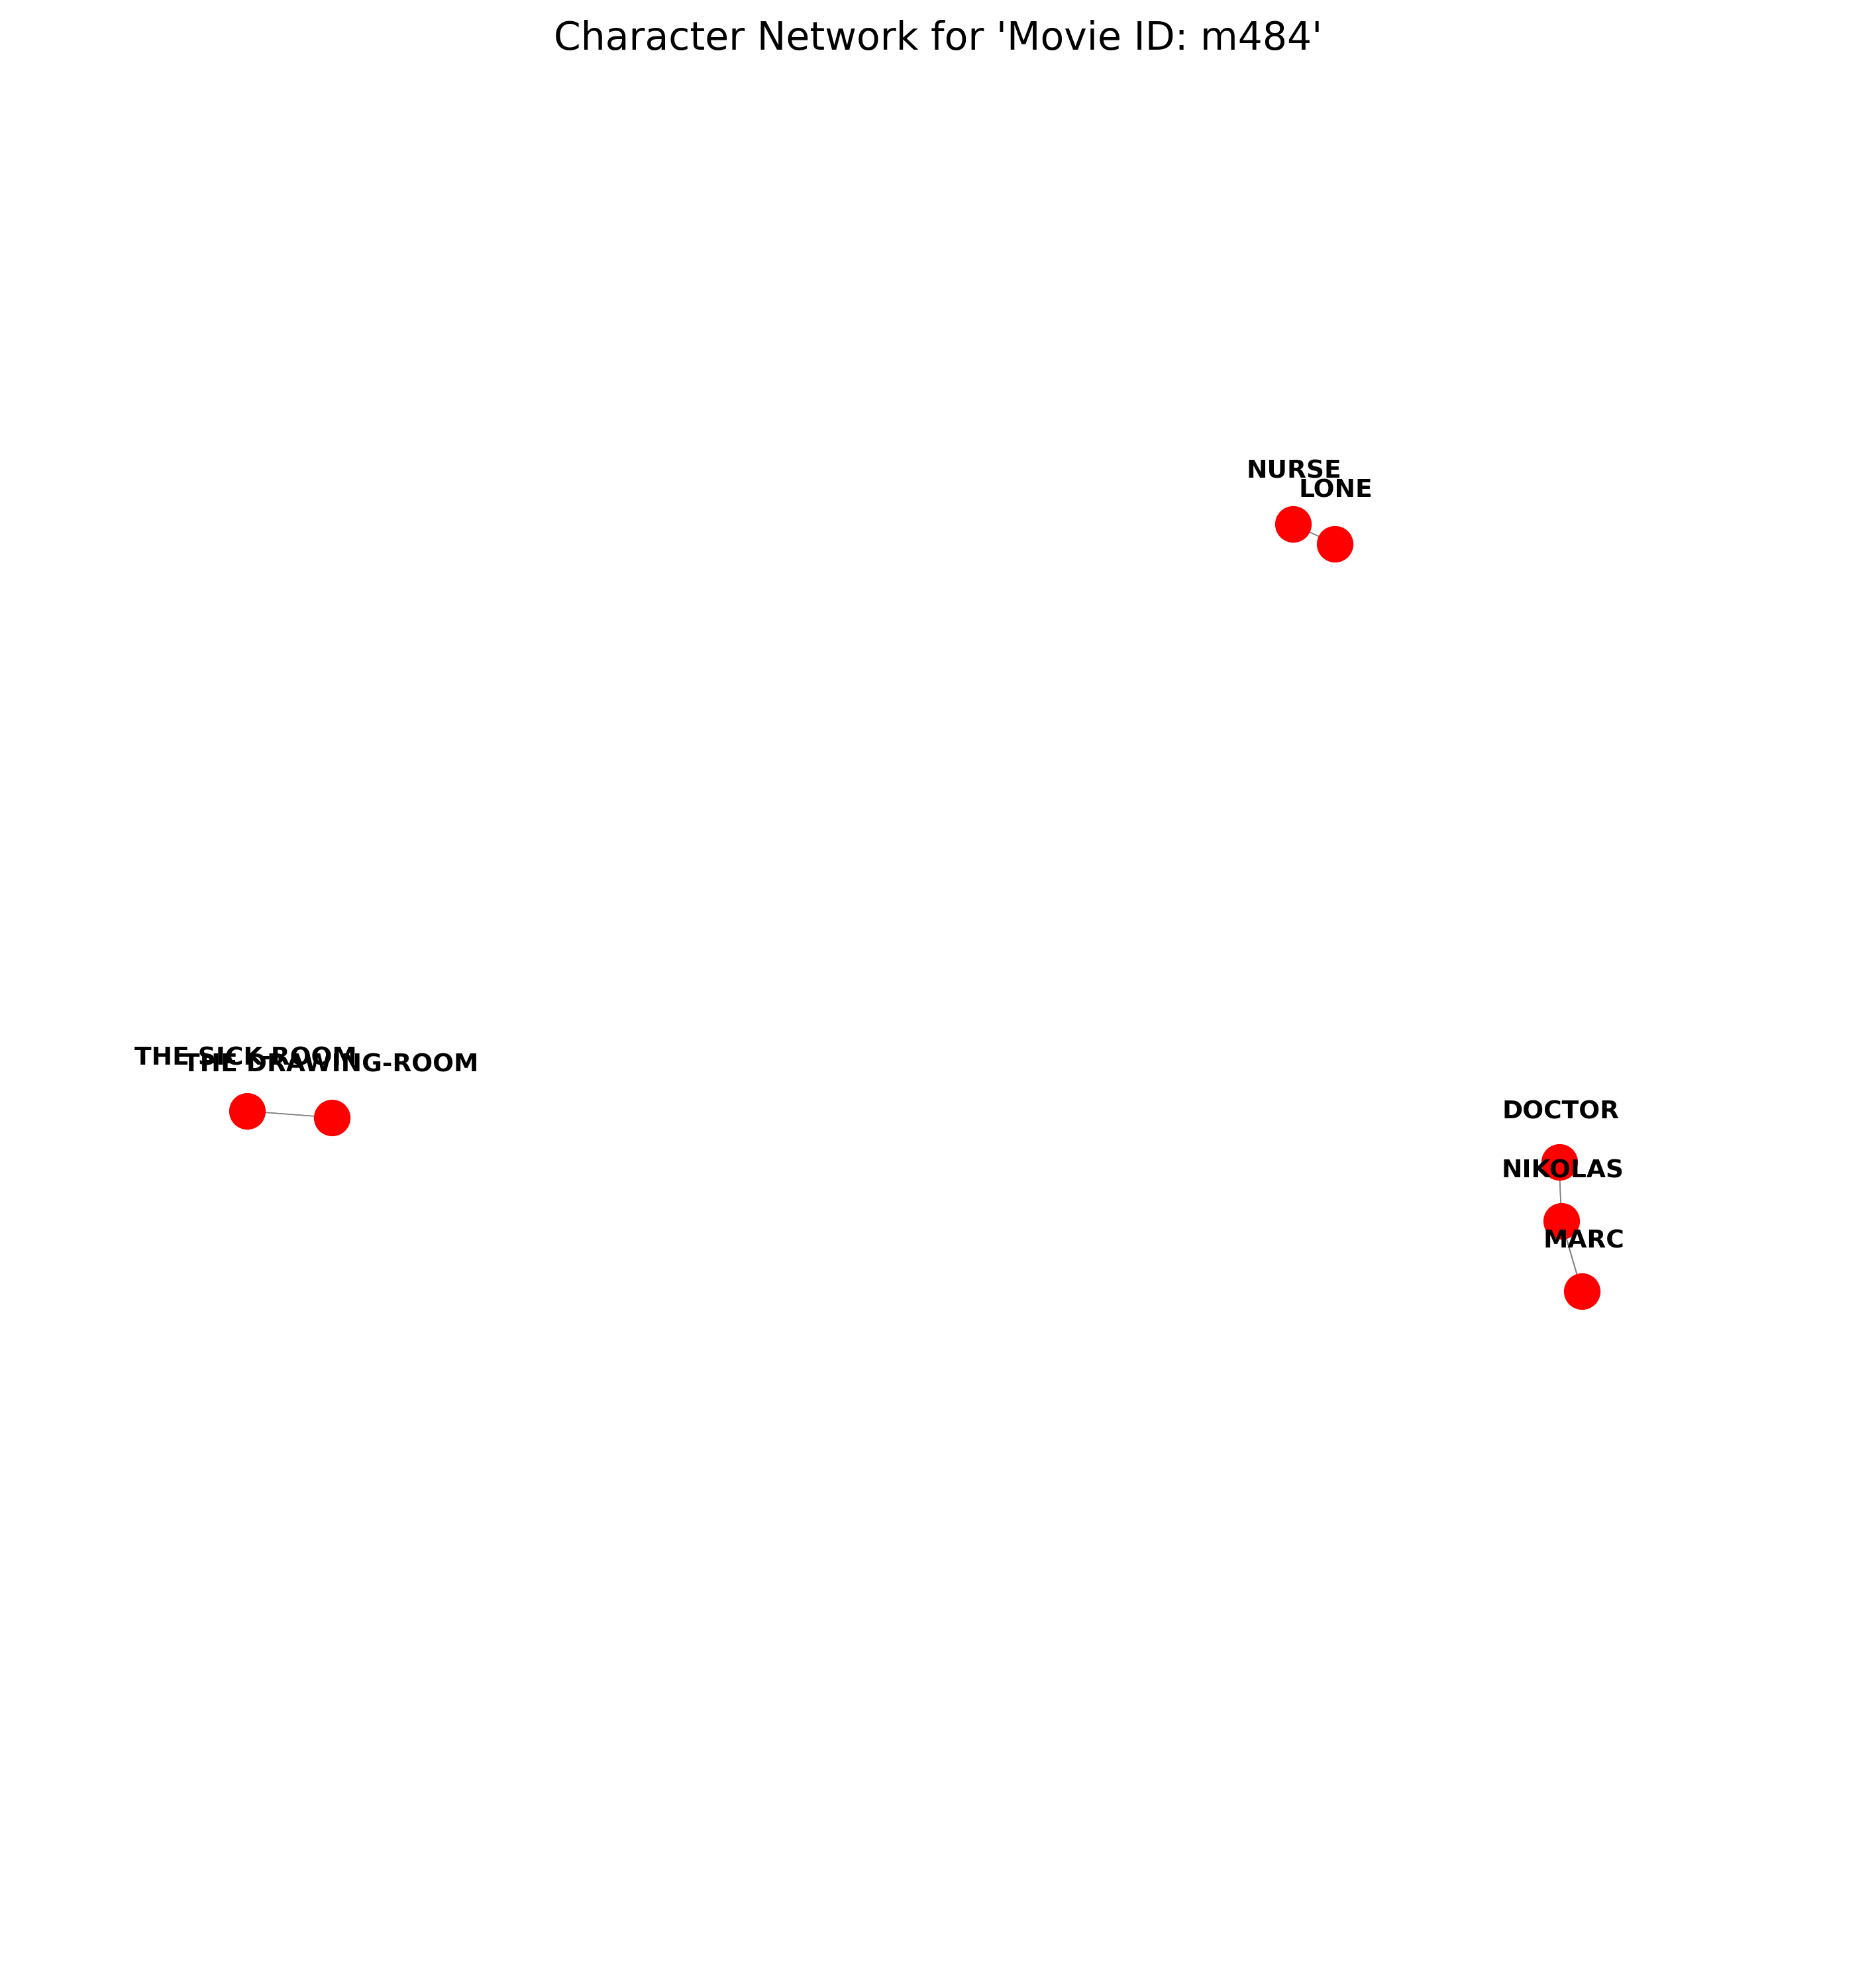 Character Network for 'Movie ID: m484'
NURSE
LONE
THE SICK-ROOM
THE DRAWING-ROOM
DOCTOR
NIKOLAS
MARC